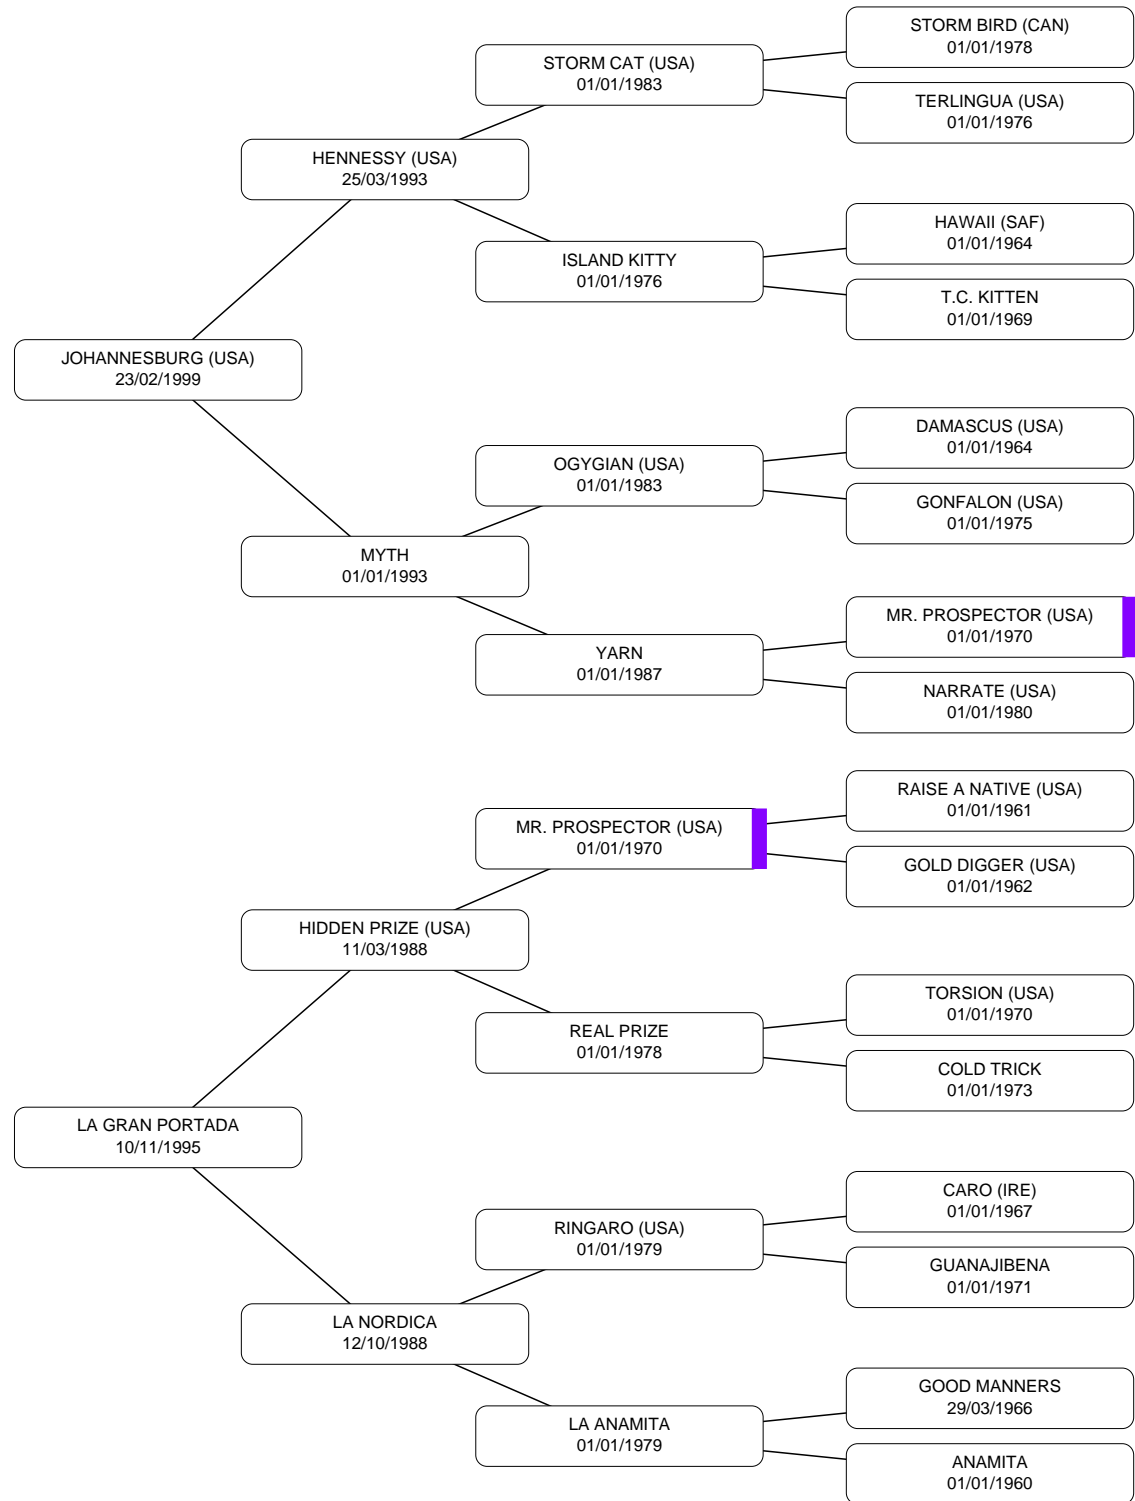 STORM BIRD (CAN)
01/01/1978
STORM CAT (USA)
01/01/1983
TERLINGUA (USA)
01/01/1976
HENNESSY (USA)
25/03/1993
HAWAII (SAF)
01/01/1964
ISLAND KITTY
01/01/1976
T.C. KITTEN
01/01/1969
JOHANNESBURG (USA)
23/02/1999
DAMASCUS (USA)
01/01/1964
OGYGIAN (USA)
01/01/1983
GONFALON (USA)
01/01/1975
MYTH
01/01/1993
MR. PROSPECTOR (USA)
01/01/1970
YARN
01/01/1987
NARRATE (USA)
01/01/1980
RAISE A NATIVE (USA)
01/01/1961
MR. PROSPECTOR (USA)
01/01/1970
GOLD DIGGER (USA)
01/01/1962
HIDDEN PRIZE (USA)
11/03/1988
TORSION (USA)
01/01/1970
REAL PRIZE
01/01/1978
COLD TRICK
01/01/1973
LA GRAN PORTADA
10/11/1995
CARO (IRE)
01/01/1967
RINGARO (USA)
01/01/1979
GUANAJIBENA
01/01/1971
LA NORDICA
12/10/1988
GOOD MANNERS
29/03/1966
LA ANAMITA
01/01/1979
ANAMITA
01/01/1960